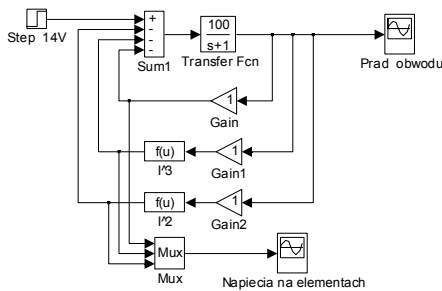 Step 14V
+
-
-
-
Sum1
100
s+1
Transfer Fcn
Prad obwodu
1
Gain
f(u)
I^3
1
Gain1
f(u)
I^2
1
Gain2
Mux
Mux
Napiecia na elementach